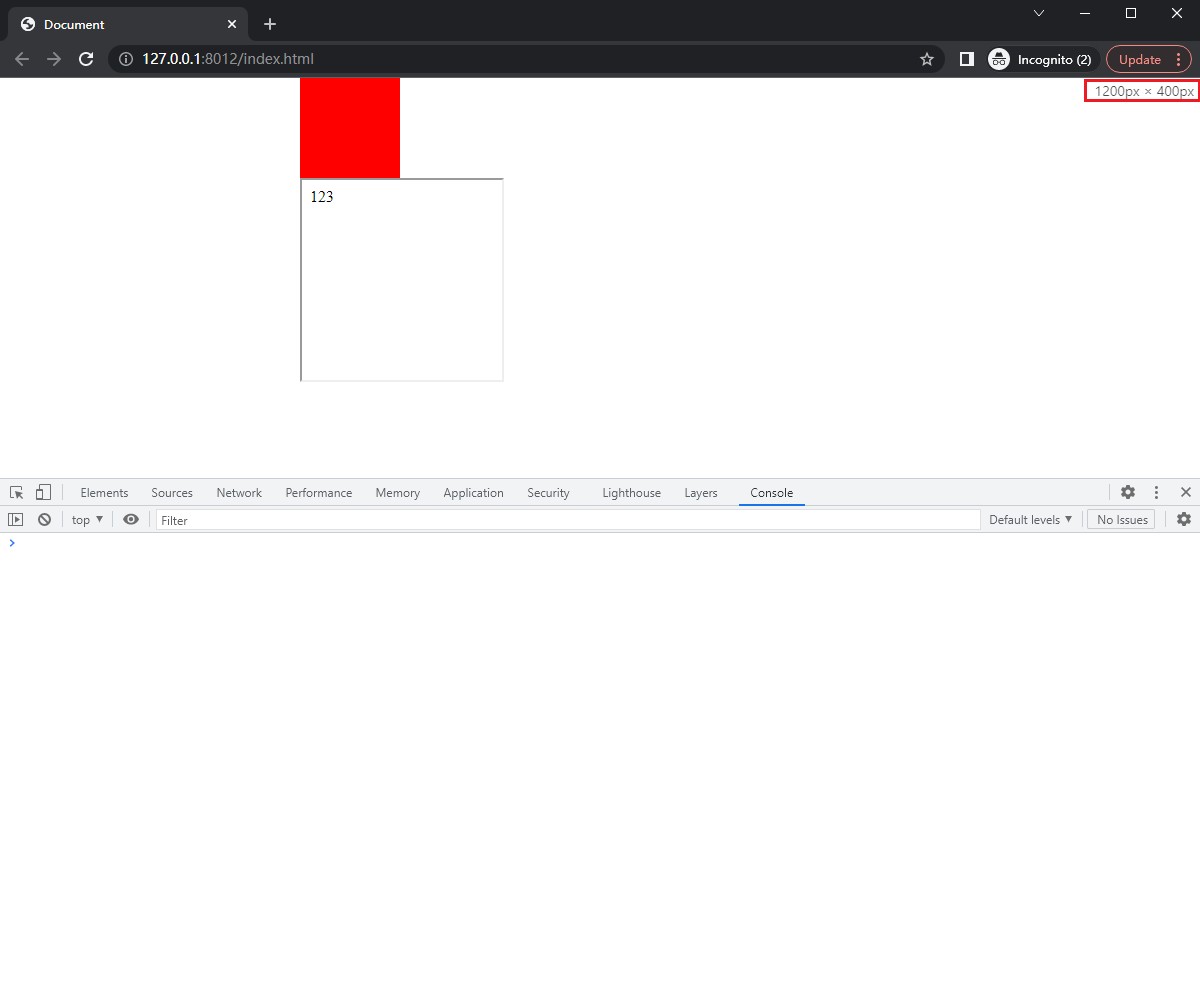 Document
127.0.0.1:8012/index.html
Incognito (2)
Update
1200px × 400px
123
Elements Sources Network Performance Memory Application Security Lighthouse Layers Console
top Filter Default levels No Issues